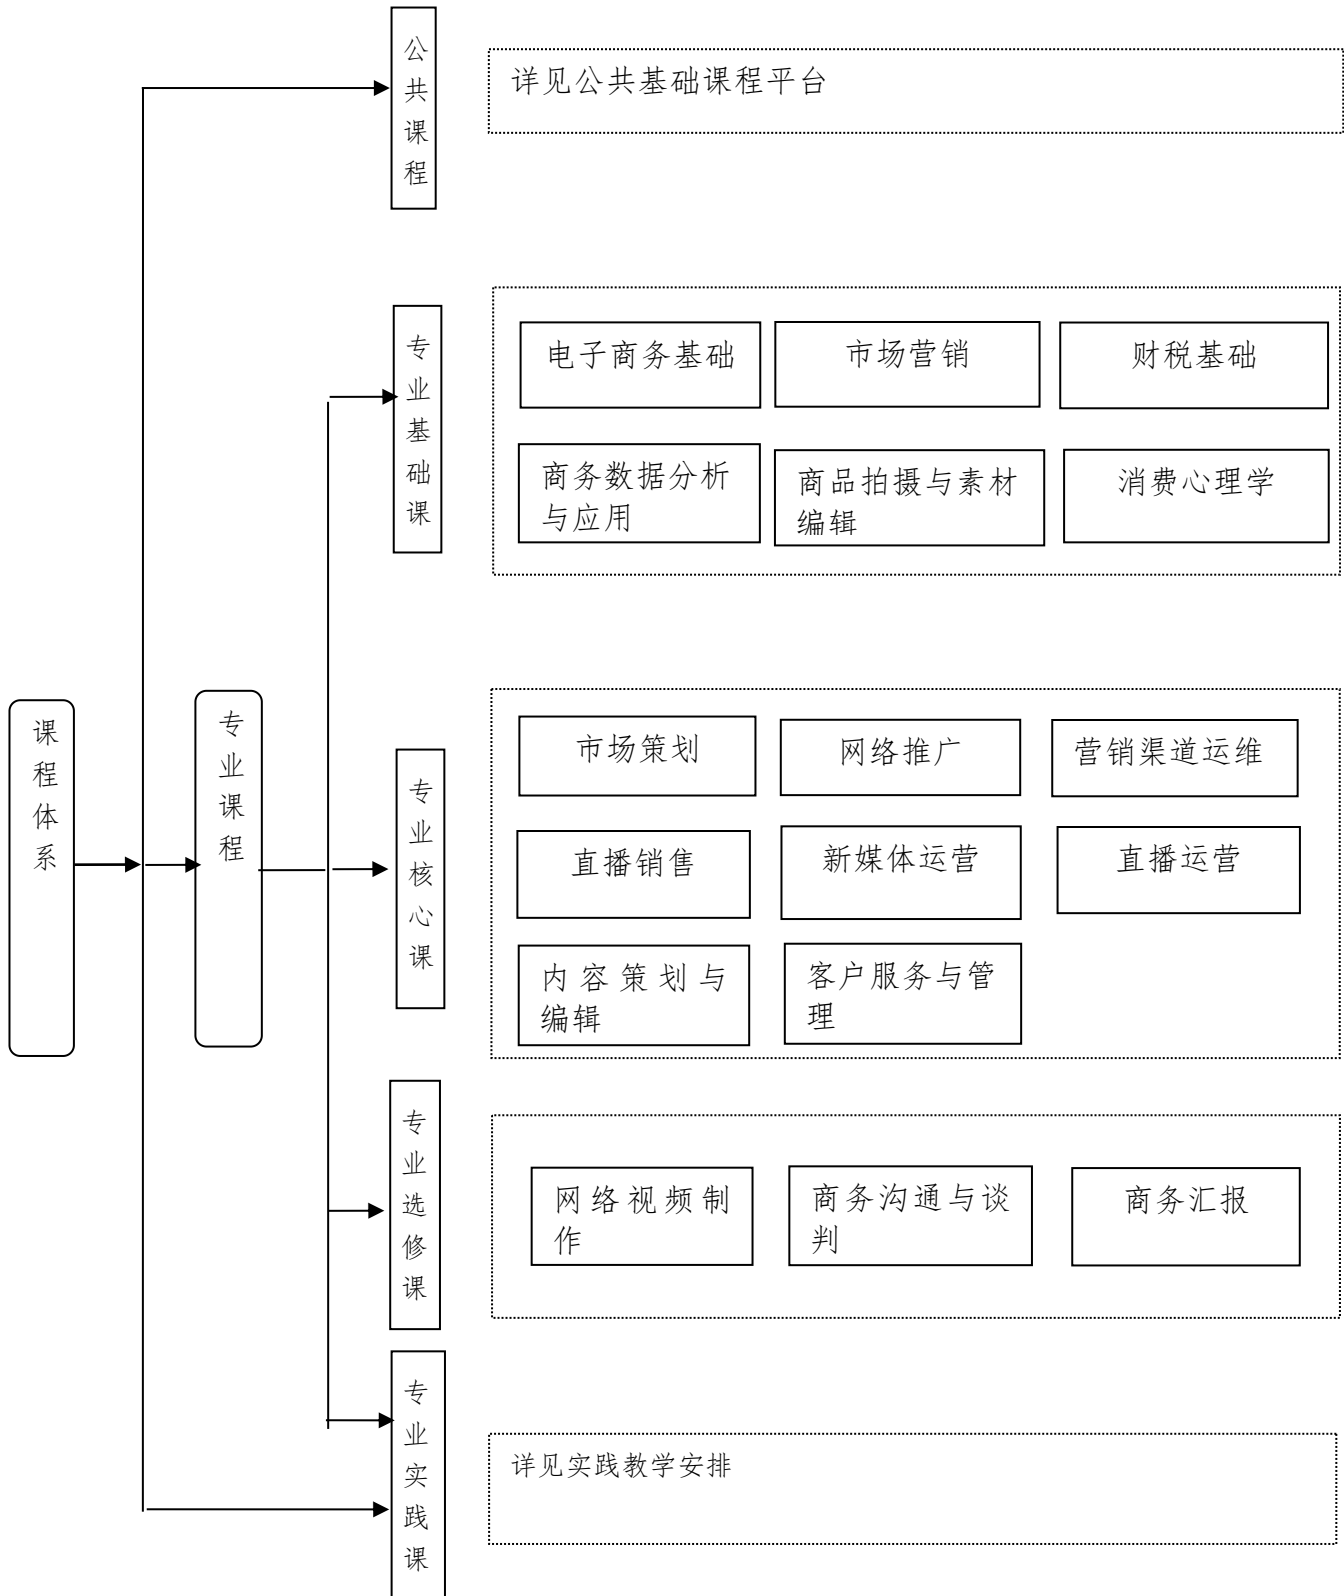 公共课程
详见公共基础课程平台
专业基础课
电子商务基础
市场营销
财税基础
商务数据分析
与应用
商品拍摄与素材
编辑
消费心理学
课程体系
专业课程
专业核心课
市场策划
网络推广
营销渠道运维
直播销售
新媒体运营
直播运营
内容策划与
编辑
客户服务与管
理
专业选修课
网络视频制
作
商务沟通与谈
判
商务汇报
专业实践课
详见实践教学安排